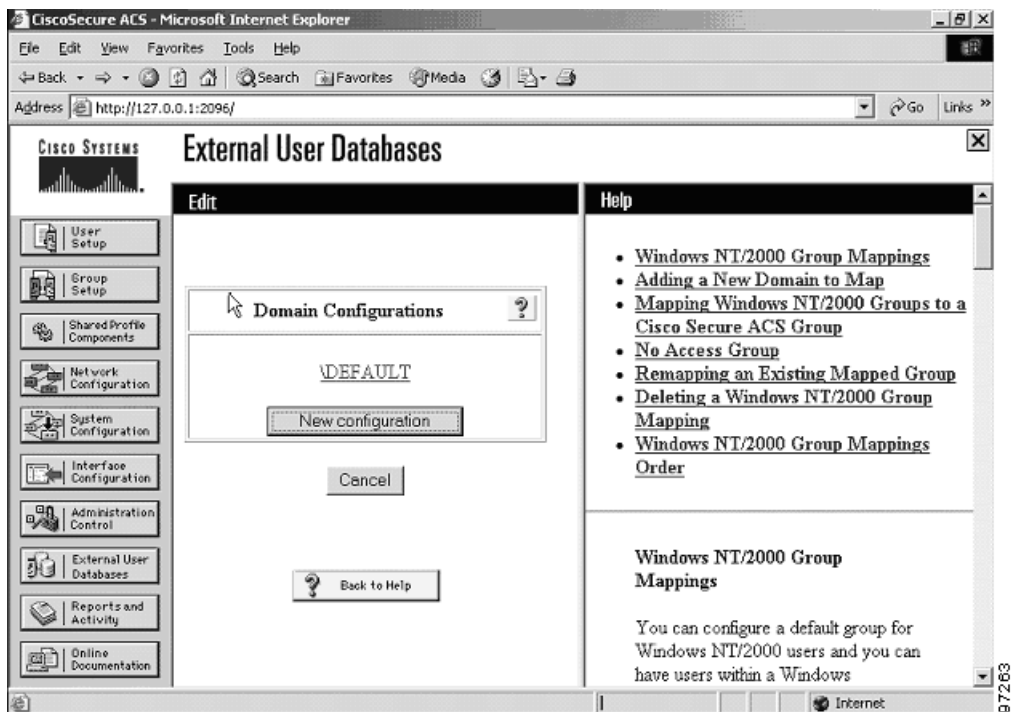 CiscoSecure ACS - Microsoft Internet Explorer
File Edit View Favorites Tools Help
Back Search Favorites Media
Address http://127.0.0.1:2096/ Go Links »
CISCO SYSTEMS
External User Databases
User
Setup
Group
Setup
Shared Profile
Components
Network
Configuration
System
Configuration
Interface
Configuration
Administration
Control
External User
Databases
Reports and
Activity
Online
Documentation
Edit
Domain Configurations ?
\DEFAULT
New configuration
Cancel
? Back to Help
Help
• Windows NT/2000 Group Mappings
• Adding a New Domain to Map
• Mapping Windows NT/2000 Groups to a
Cisco Secure ACS Group
• No Access Group
• Remapping an Existing Mapped Group
• Deleting a Windows NT/2000 Group
Mapping
• Windows NT/2000 Group Mappings
Order
Windows NT/2000 Group
Mappings
You can configure a default group for
Windows NT/2000 users and you can
have users within a Windows
Internet
97263